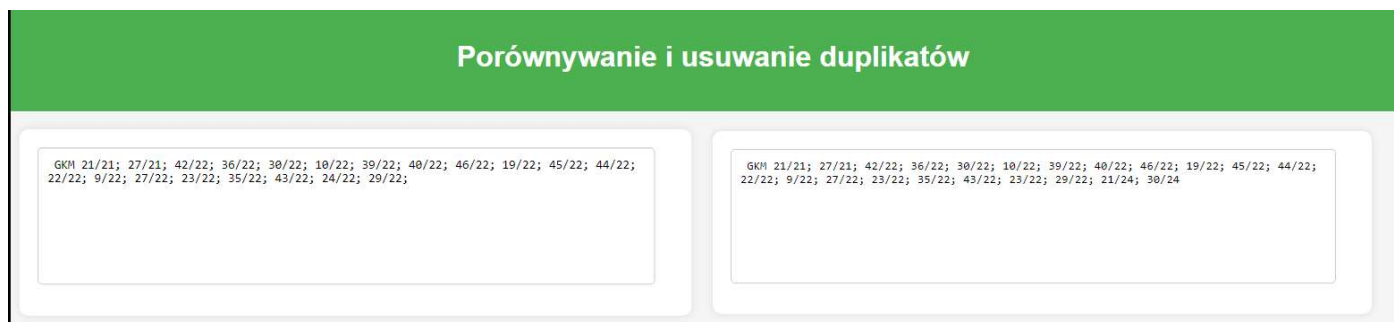 Porównywanie i usuwanie duplikatów
GKM 21/21; 27/21; 42/22; 36/22; 30/22; 10/22; 39/22; 40/22; 46/22; 19/22; 45/22; 44/22;
22/22; 9/22; 27/22; 23/22; 35/22; 43/22; 24/22; 29/22;
GKM 21/21; 27/21; 42/22; 36/22; 30/22; 10/22; 39/22; 40/22; 46/22; 19/22; 45/22; 44/22;
22/22; 9/22; 27/22; 23/22; 35/22; 43/22; 23/22; 29/22; 21/24; 30/24